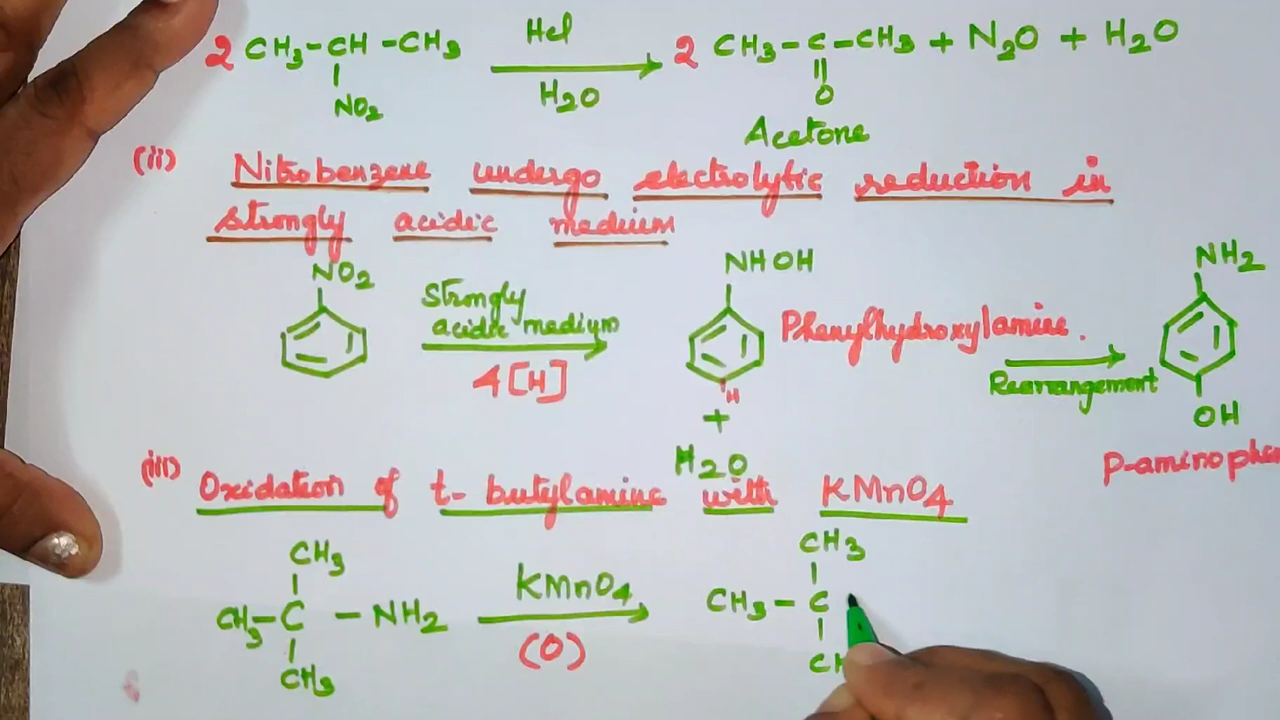 2 CH3-CH-CH3 HCl 2 CH3-C-CH3 + N2O + H2O
NO2 H2O O
Acetone
(ii) Nitrobenzene undergo electrolytic reduction in
strongly acidic medium
NO2 Strongly acidic medium 4[H] NHOH Phenylhydroxylamine. Rearrangement NH2
H OH
+
H2O p-aminophen
(iii) Oxidation of t-butylamine with KMnO4
CH3 CH3
CH3-C-NH2 KMnO4 CH3-C
CH3 (O) CH